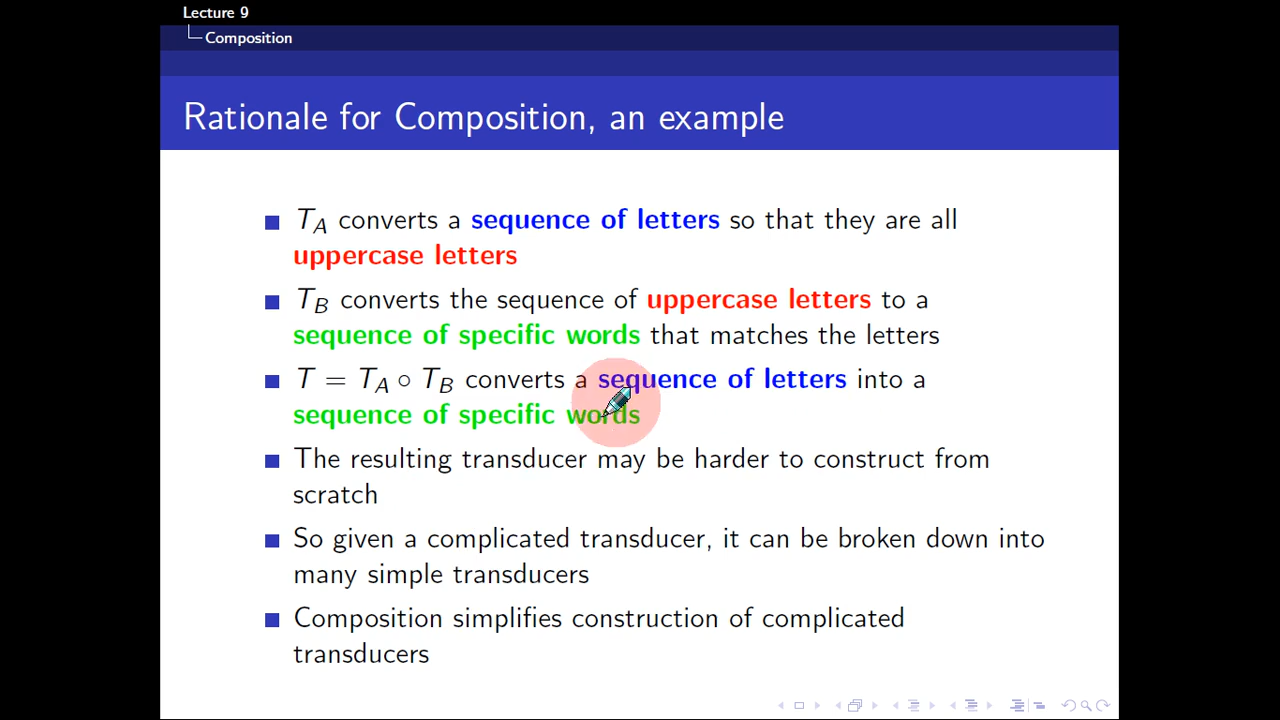 Lecture 9
Composition
Rationale for Composition, an example
T_A converts a sequence of letters so that they are all
uppercase letters
T_B converts the sequence of uppercase letters to a
sequence of specific words that matches the letters
T = T_A ∘ T_B converts a sequence of letters into a
sequence of specific words
The resulting transducer may be harder to construct from
scratch
So given a complicated transducer, it can be broken down into
many simple transducers
Composition simplifies construction of complicated
transducers